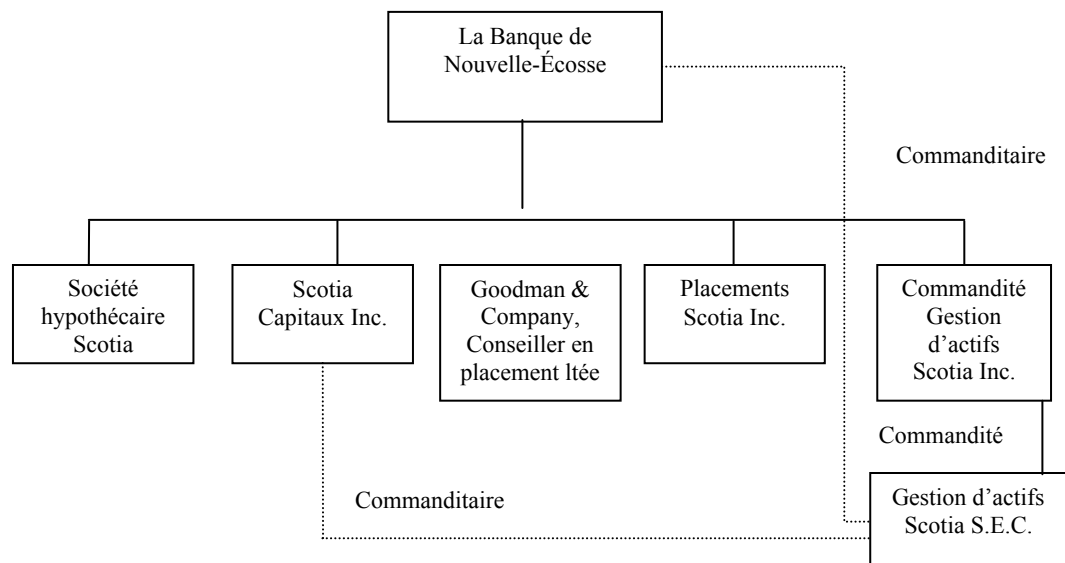 La Banque de
Nouvelle-Écosse
Commanditaire
Société
hypothécaire
Scotia
Scotia
Capitaux Inc.
Goodman &
Company,
Conseiller en
placement ltée
Placements
Scotia Inc.
Commandité
Gestion
d’actifs
Scotia Inc.
Commandité
Commanditaire
Gestion d’actifs
Scotia S.E.C.